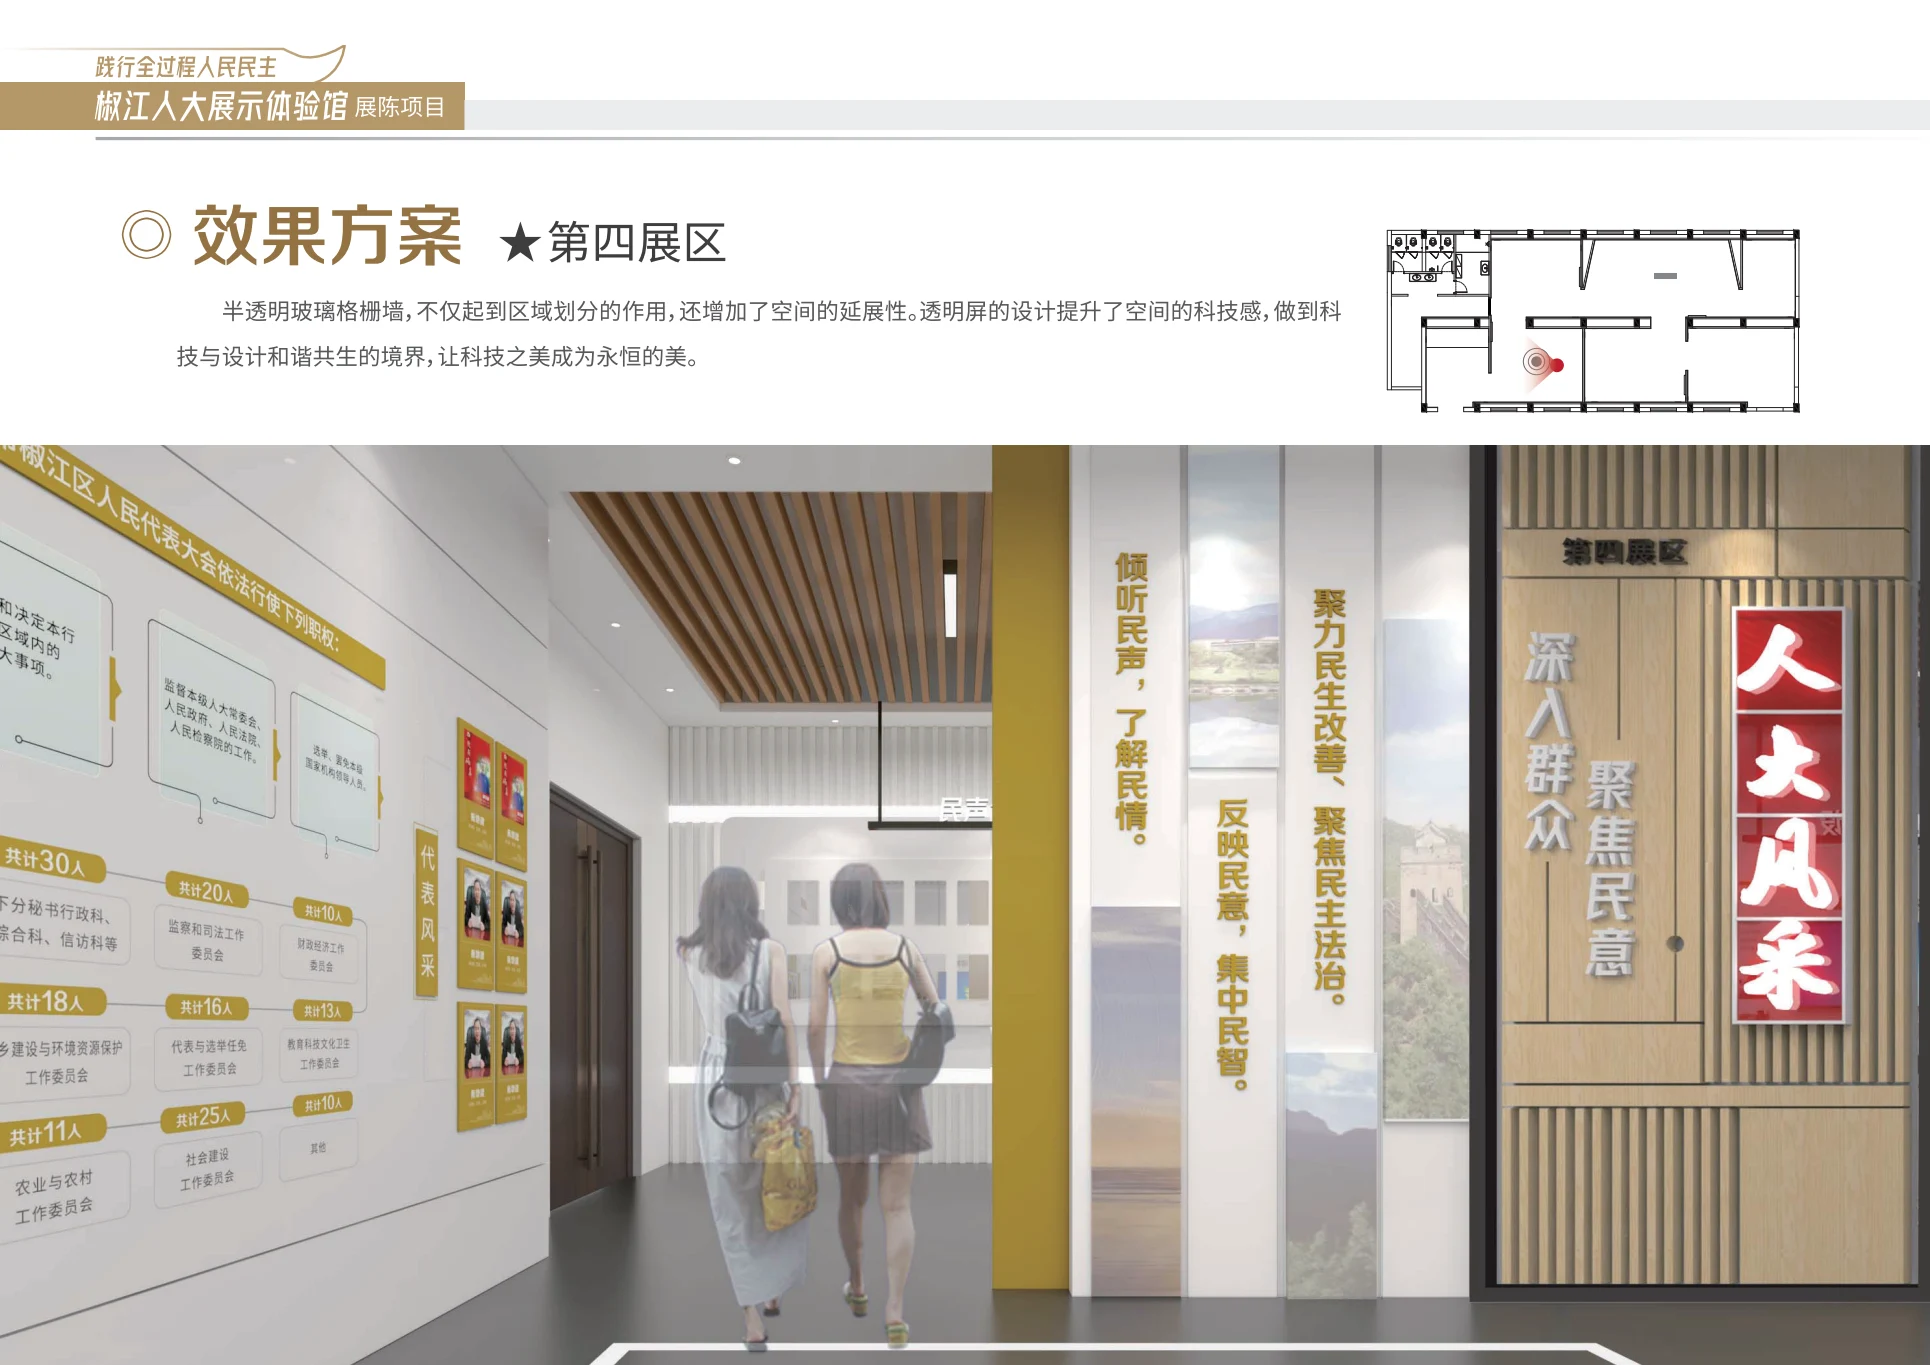 践行全过程人民民主
椒江人大展示体验馆 展陈项目
效果方案 ★第四展区
半透明玻璃格栅墙，不仅起到区域划分的作用，还增加了空间的延展性。透明屏的设计提升了空间的科技感，做到科
技与设计和谐共生的境界，让科技之美成为永恒的美。
椒江区人民代表大会依法行使下列职权：
和决定本行
区域内的
大事项。
监督本级人大常委会、
人民政府、人民法院、
人民检察院的工作。
选举、罢免本级
国家机构领导人员。
共计30人
下分秘书行政科、
综合科、信访科等
共计20人
监察和司法工作
委员会
共计10人
财政经济工作
委员会
共计18人
乡建设与环境资源保护
工作委员会
共计16人
代表与选举任免
工作委员会
共计13人
教育科技文化卫生
工作委员会
共计11人
农业与农村
工作委员会
共计25人
社会建设
工作委员会
共计10人
其他
代表风采
民声
倾听民声，了解民情。
反映民意，集中民智。
聚力民生改善、聚焦民主法治。
第四展区
深入群众
聚焦民意
人大风采